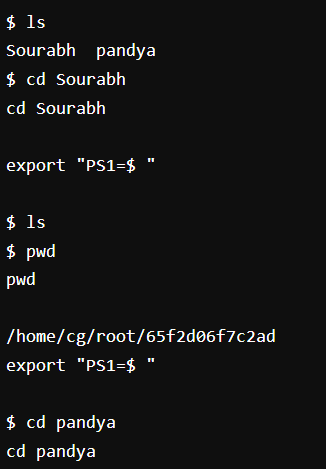 $ ls
Sourabh  pandya
$ cd Sourabh
cd Sourabh
export "PS1=$ "
$ ls
$ pwd
pwd
/home/cg/root/65f2d06f7c2ad
export "PS1=$ "
$ cd pandya
cd pandya